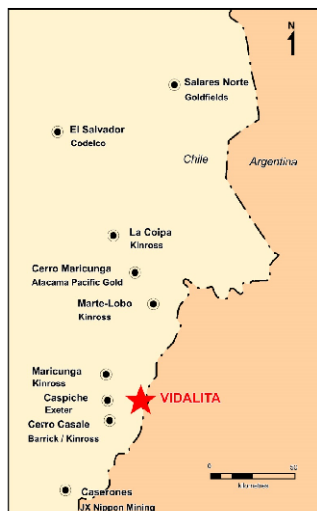 N
Salares Norte
Goldfields
El Salvador
Codelco
Chile
Argentina
La Coipa
Kinross
Cerro Maricunga
Atacama Pacific Gold
Marte-Lobo
Kinross
Maricunga
Kinross
Caspiche
Exeter
VIDALITA
Cerro Casale
Barrick / Kinross
0 50
kilometres
Caserones
JX Nippon Mining